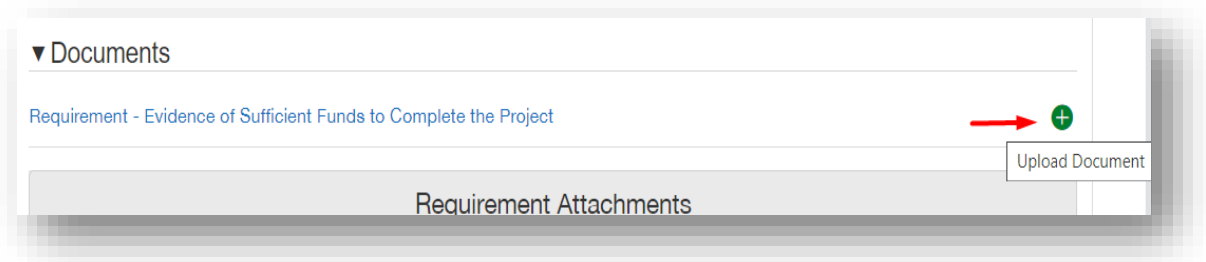 ▾ Documents
Requirement - Evidence of Sufficient Funds to Complete the Project
Upload Document
Requirement Attachments